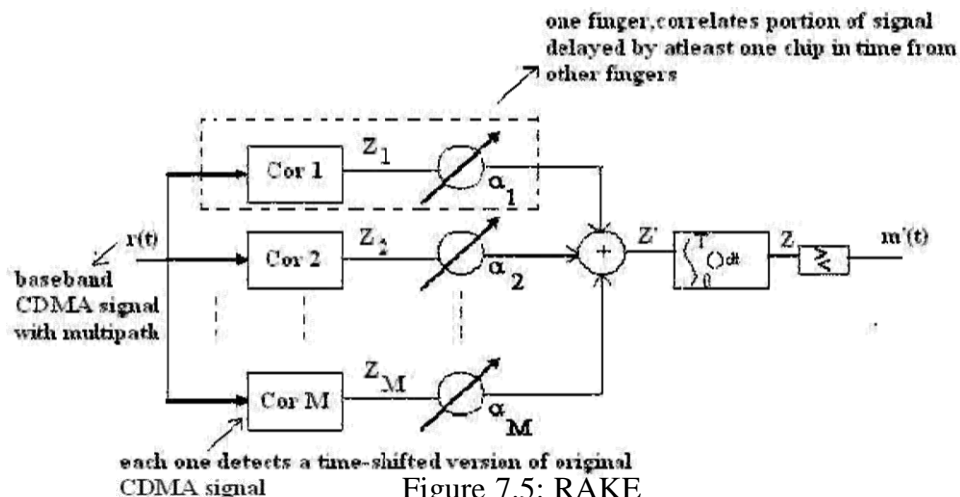 one finger,correlates portion of signal
delayed by atleast one chip in time from
other fingers
Cor 1
Z1
α1
r(t)
Cor 2
Z2
α2
+
Z'
T
0
()dt
Z
><
m'(t)
baseband
CDMA signal
with multipath
Cor M
ZM
αM
each one detects a time-shifted version of original
CDMA signal
Figure 7.5: RAKE